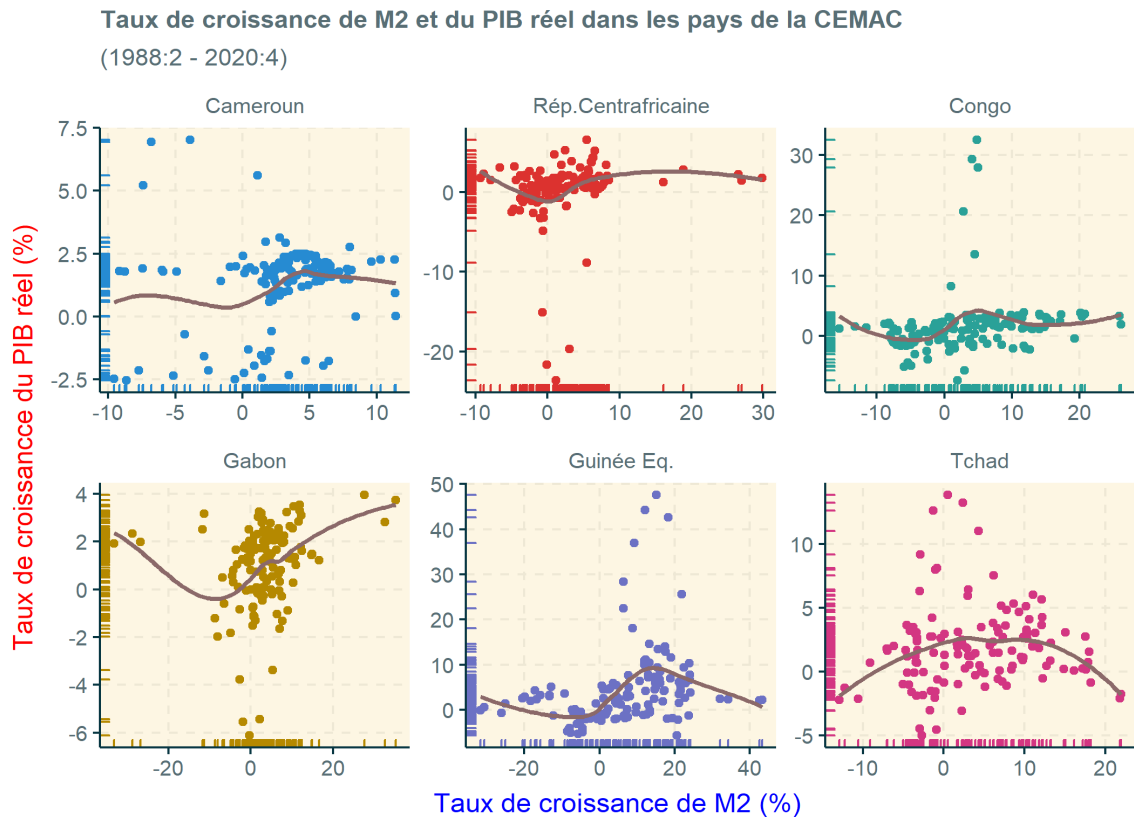 Taux de croissance de M2 et du PIB réel dans les pays de la CEMAC
(1988:2 - 2020:4)
Taux de croissancce du PIB réel (%)
Cameroun
7.5
5.0
2.5
0.0
-2.5
-10 -5 0 5 10
Rép.Centrafricaine
0
-10
-20
-10 0 10 20 30
Congo
30
20
10
0
-10 0 10 20
Gabon
4
2
0
-2
-4
-6
-20 0 20
Guinée Eq.
50
40
30
20
10
0
-20 0 20 40
Tchad
10
5
0
-5
-10 0 10 20
Taux de croissance de M2 (%)